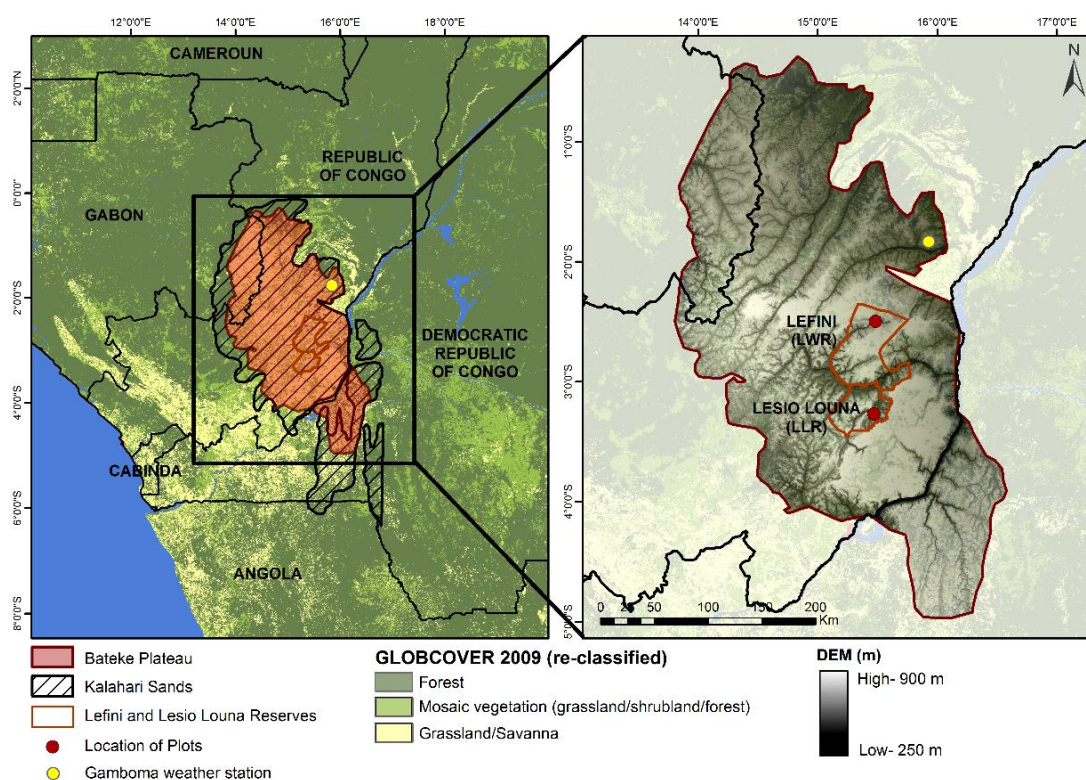 12°0'0"E 14°0'0"E 16°0'0"E 18°0'0"E
14°0'0"E 15°0'0"E 16°0'0"E 17°0'0"E
CAMEROUN
N
2°0'0"N
REPUBLIC
OF CONGO
1°0'0"S
0°0'0"
GABON
2°0'0"S
2°0'0"S
LEFINI
(LWR)
DEMOCRATIC
REPUBLIC
OF CONGO
3°0'0"S
4°0'0"S
LESIO LOUNA
(LLR)
CABINDA
4°0'0"S
6°0'0"S
ANGOLA
8°0'0"S
5°0'0"S
0 25 50 100 150 200
Km
Bateke Plateau
Kalahari Sands
Lefini and Lesio Louna Reserves
Location of Plots
Gamboma weather station
GLOBCOVER 2009 (re-classified)
Forest
Mosaic vegetation (grassland/shrubland/forest)
Grassland/Savanna
DEM (m)
High- 900 m
Low- 250 m